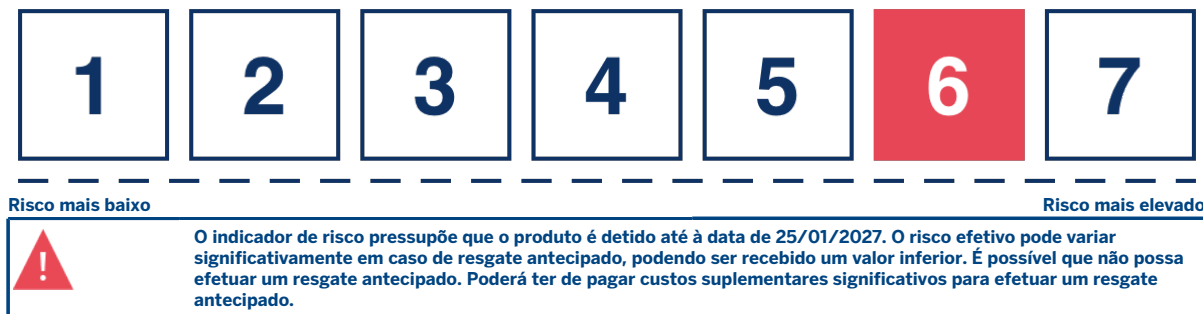 1 2 3 4 5 6 7
Risco mais baixo Risco mais elevado
!
O indicador de risco pressupõe que o produto é detido até à data de 25/01/2027. O risco efetivo pode variar
significativamente em caso de resgate antecipado, podendo ser recebido um valor inferior. É possível que não possa
efetuar um resgate antecipado. Poderá ter de pagar custos suplementares significativos para efetuar um resgate
antecipado.